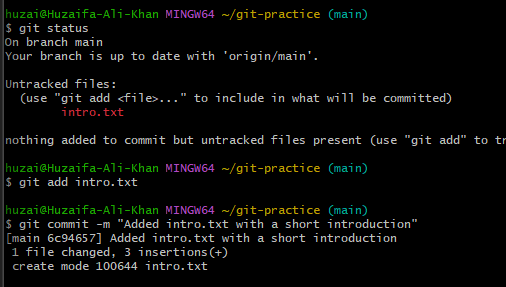 huzai@Huzaifa-Ali-Khan MINGW64 ~/git-practice (main)
$ git status
On branch main
Your branch is up to date with 'origin/main'.
Untracked files:
(use "git add <file>..." to include in what will be committed)
intro.txt
nothing added to commit but untracked files present (use "git add" to tr
huzai@Huzaifa-Ali-Khan MINGW64 ~/git-practice (main)
$ git add intro.txt
huzai@Huzaifa-Ali-Khan MINGW64 ~/git-practice (main)
$ git commit -m "Added intro.txt with a short introduction"
[main 6c94657] Added intro.txt with a short introduction
1 file changed, 3 insertions(+)
create mode 100644 intro.txt